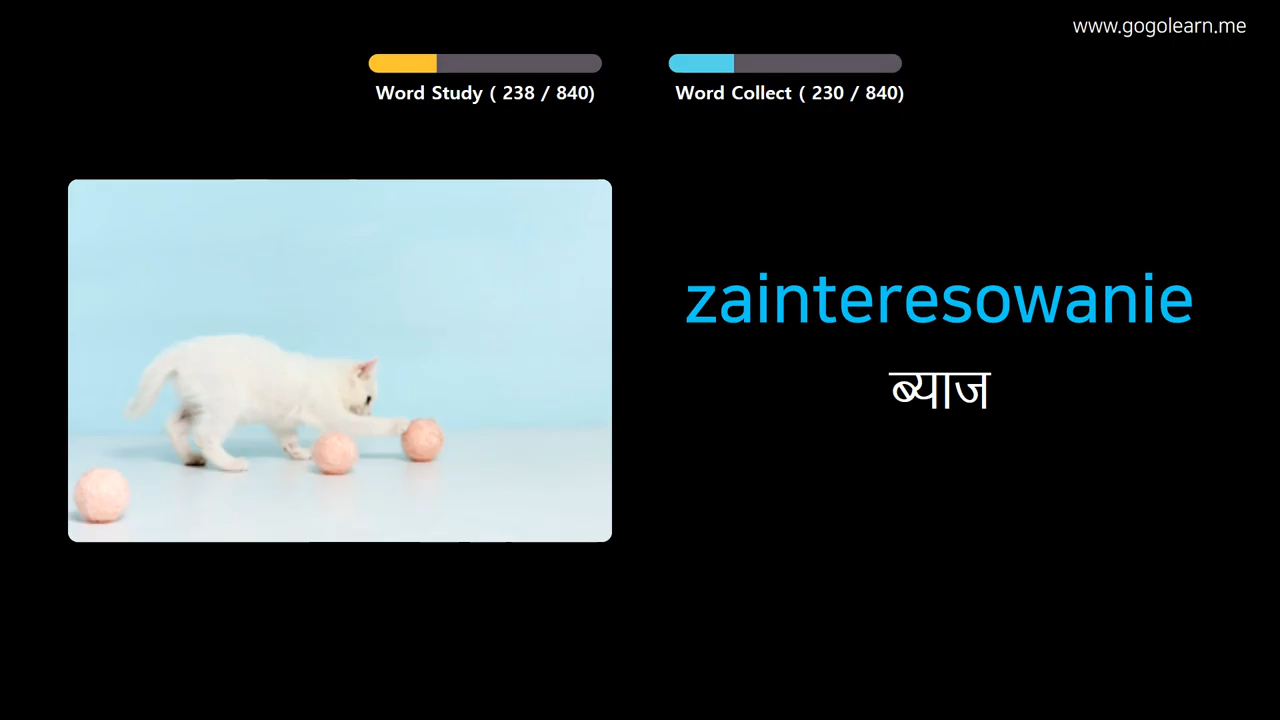 www.gogolearn.me
Word Study ( 238 / 840)
Word Collect ( 230 / 840)
zainteresowanie
ब्याज